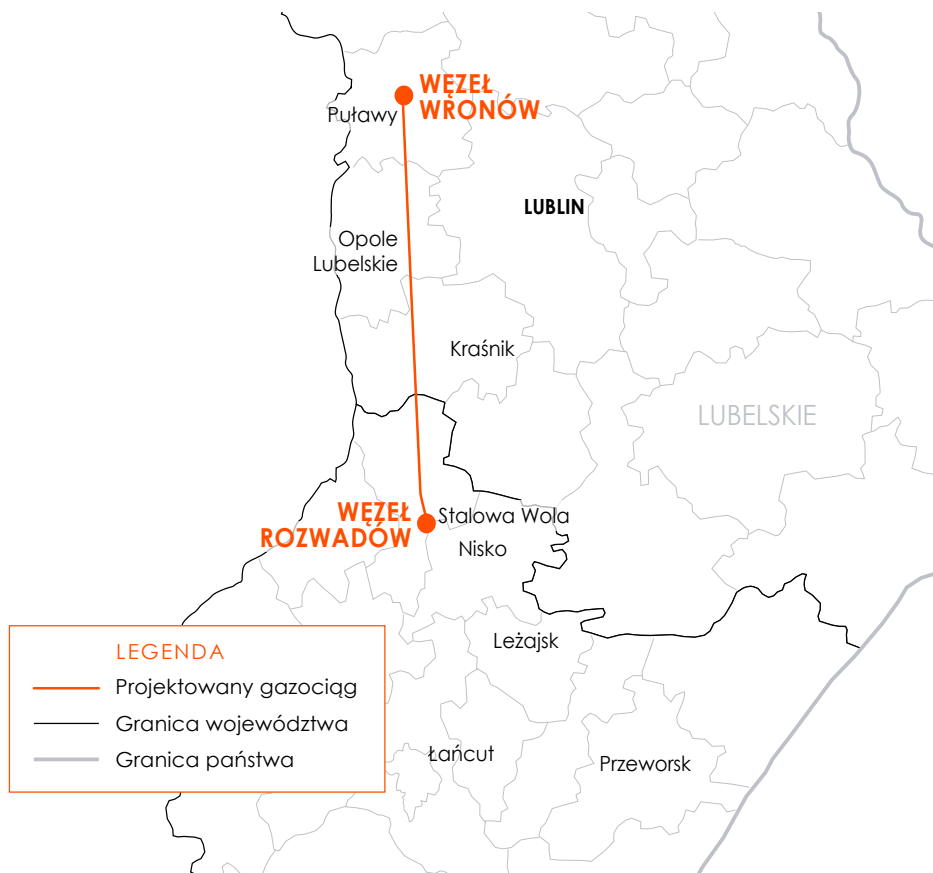 WĘZEŁ
WRONÓW
Puławy
LUBLIN
Opole
Lubelskie
Kraśnik
LUBELSKIE
WĘZEŁ
ROZWADÓW
Stalowa Wola
Nisko
Leżajsk
LEGENDA
Projektowany gazociąg
Granica województwa
Granica państwa
Łańcut
Przeworsk